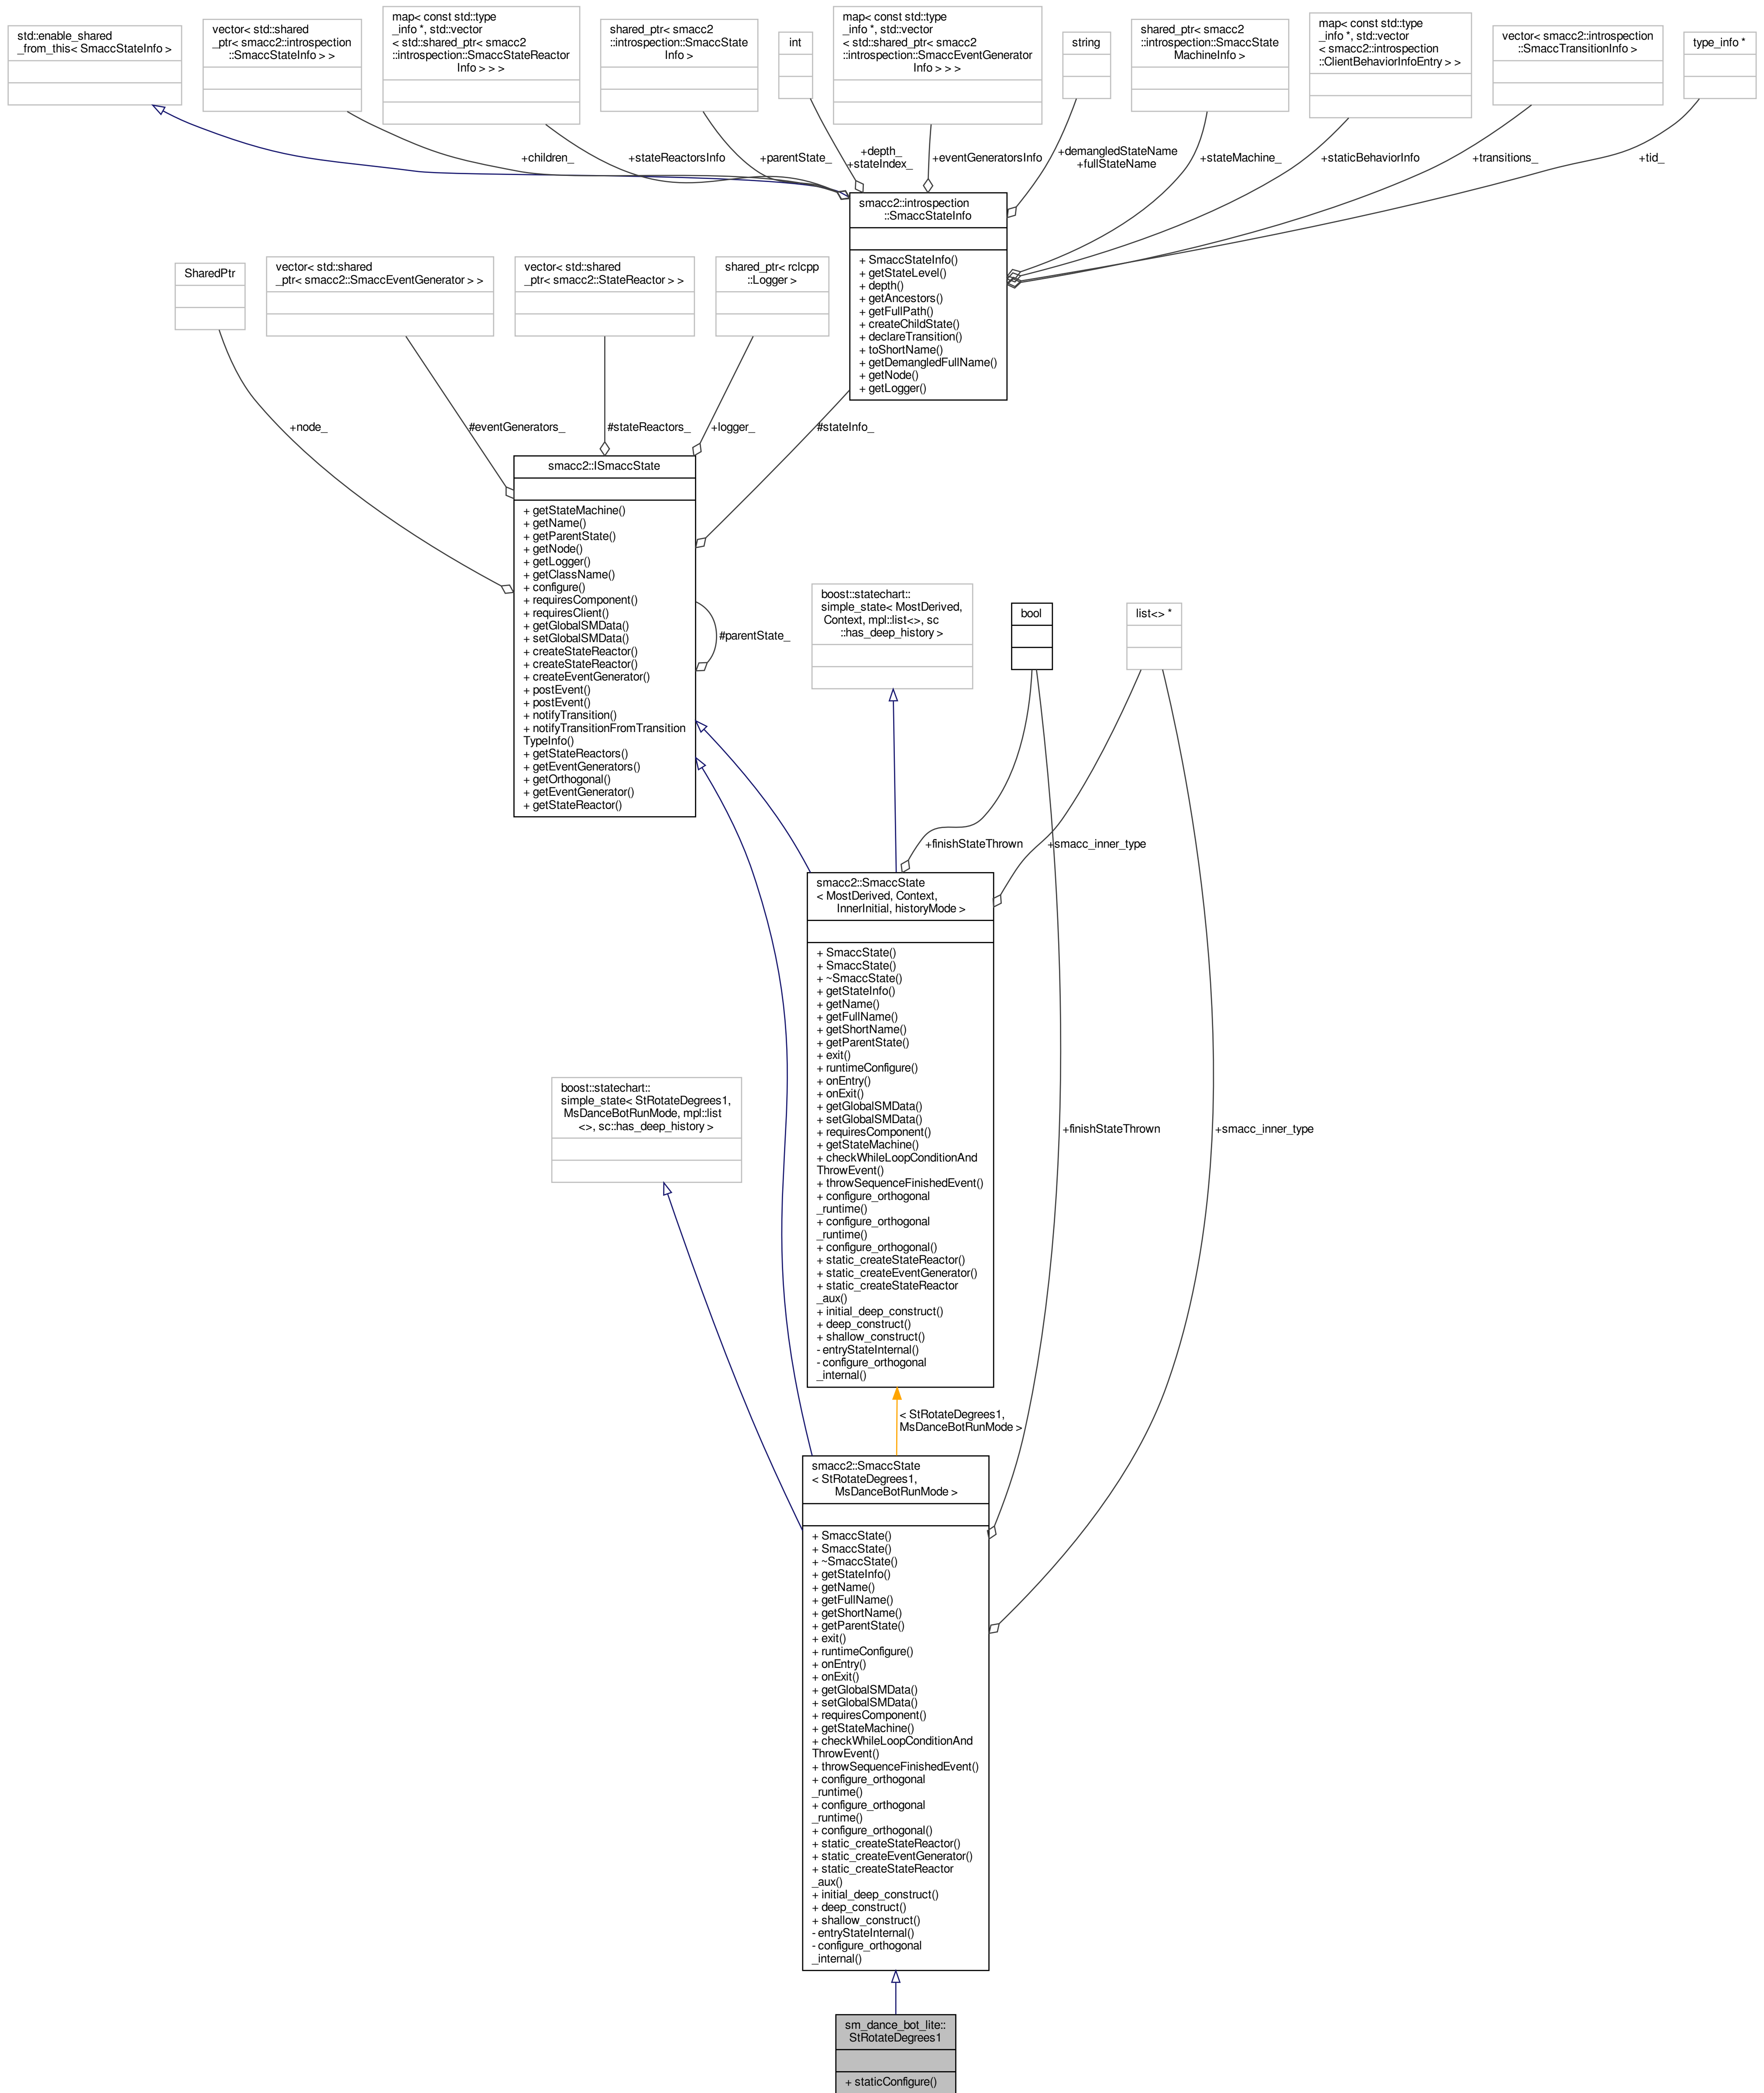 std::enable_shared
_from_this< SmaccStateInfo >
vector< std::shared
_ptr< smacc2::introspection
::SmaccStateInfo > >
map< const std::type
_info *, std::vector
< std::shared_ptr< smacc2
::introspection::SmaccStateReactor
Info > > >
shared_ptr< smacc2
::introspection::SmaccState
Info >
int
map< const std::type
_info *, std::vector
< std::shared_ptr< smacc2
::introspection::SmaccEventGenerator
Info > > >
string
shared_ptr< smacc2
::introspection::SmaccState
MachineInfo >
map< const std::type
_info *, std::vector
< smacc2::introspection
::ClientBehaviorInfoEntry > >
vector< smacc2::introspection
::SmaccTransitionInfo >
type_info *
+children_
+stateReactorsInfo
+parentState_
+depth_
+stateIndex_
+eventGeneratorsInfo
+demangledStateName
+fullStateName
+stateMachine_
+staticBehaviorInfo
+transitions_
+tid_
smacc2::introspection
::SmaccStateInfo
+ SmaccStateInfo()
+ getStateLevel()
+ depth()
+ getAncestors()
+ getFullPath()
+ createChildState()
+ declareTransition()
+ toShortName()
+ getDemangledFullName()
+ getNode()
+ getLogger()
SharedPtr
vector< std::shared
_ptr< smacc2::SmaccEventGenerator > >
vector< std::shared
_ptr< smacc2::StateReactor > >
shared_ptr< rclcpp
::Logger >
+node_
#eventGenerators_
#stateReactors_
+logger_
#stateInfo_
smacc2::ISmaccState
+ getStateMachine()
+ getName()
+ getParentState()
+ getNode()
+ getLogger()
+ getClassName()
+ configure()
+ requiresComponent()
+ requiresClient()
+ getGlobalSMData()
+ setGlobalSMData()
+ createStateReactor()
+ createStateReactor()
+ createEventGenerator()
+ postEvent()
+ postEvent()
+ notifyTransition()
+ notifyTransitionFromTransition
TypeInfo()
+ getStateReactors()
+ getEventGenerators()
+ getOrthogonal()
+ getEventGenerator()
+ getStateReactor()
#parentState_
boost::statechart::
simple_state< MostDerived,
Context, mpl::list<>, sc
::has_deep_history >
bool
list<> *
+finishStateThrown
+smacc_inner_type
smacc2::SmaccState
< MostDerived, Context,
InnerInitial, historyMode >
+ SmaccState()
+ SmaccState()
+ ~SmaccState()
+ getStateInfo()
+ getName()
+ getFullName()
+ getShortName()
+ getParentState()
+ exit()
+ runtimeConfigure()
+ onEntry()
+ onExit()
+ getGlobalSMData()
+ setGlobalSMData()
+ requiresComponent()
+ getStateMachine()
+ checkWhileLoopConditionAnd
ThrowEvent()
+ throwSequenceFinishedEvent()
+ configure_orthogonal
_runtime()
+ configure_orthogonal
_runtime()
+ configure_orthogonal()
+ static_createStateReactor()
+ static_createEventGenerator()
+ static_createStateReactor
_aux()
+ initial_deep_construct()
+ deep_construct()
+ shallow_construct()
- entryStateInternal()
- configure_orthogonal
_internal()
boost::statechart::
simple_state< StRotateDegrees1,
MsDanceBotRunMode, mpl::list
<>, sc::has_deep_history >
+finishStateThrown
+smacc_inner_type
< StRotateDegrees1,
MsDanceBotRunMode >
smacc2::SmaccState
< StRotateDegrees1,
MsDanceBotRunMode >
+ SmaccState()
+ SmaccState()
+ ~SmaccState()
+ getStateInfo()
+ getName()
+ getFullName()
+ getShortName()
+ getParentState()
+ exit()
+ runtimeConfigure()
+ onEntry()
+ onExit()
+ getGlobalSMData()
+ setGlobalSMData()
+ requiresComponent()
+ getStateMachine()
+ checkWhileLoopConditionAnd
ThrowEvent()
+ throwSequenceFinishedEvent()
+ configure_orthogonal
_runtime()
+ configure_orthogonal
_runtime()
+ configure_orthogonal()
+ static_createStateReactor()
+ static_createEventGenerator()
+ static_createStateReactor
_aux()
+ initial_deep_construct()
+ deep_construct()
+ shallow_construct()
- entryStateInternal()
- configure_orthogonal
_internal()
sm_dance_bot_lite::
StRotateDegrees1
+ staticConfigure()